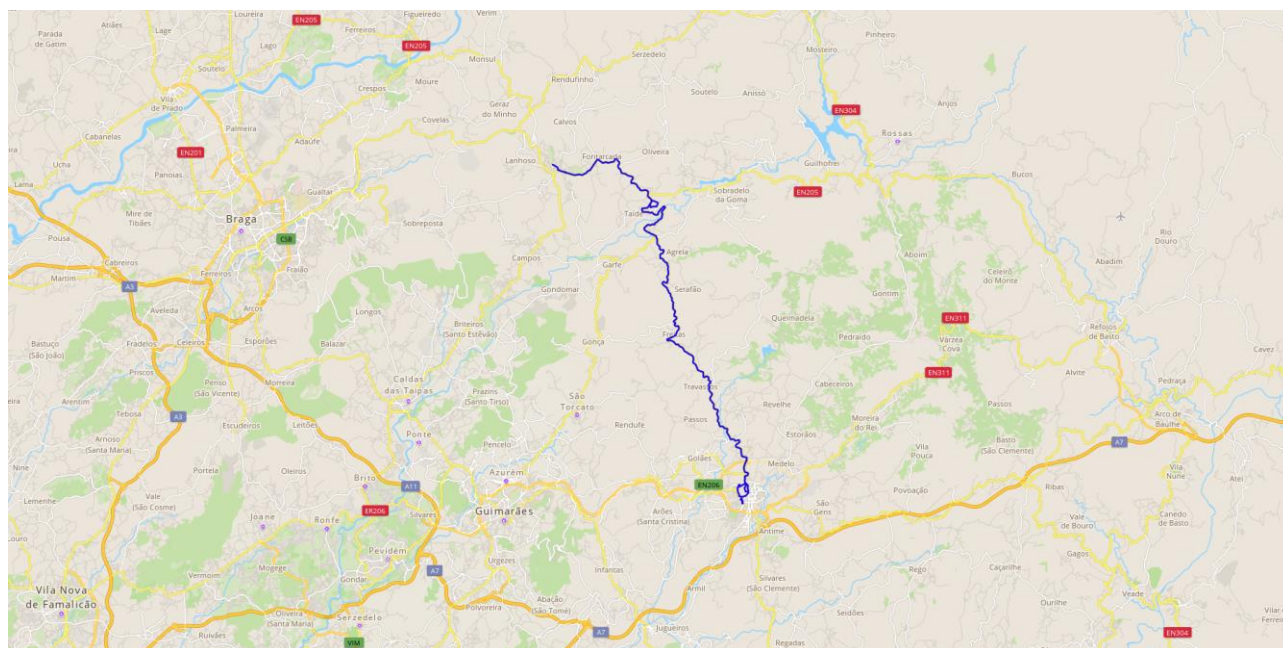 Parada
de Gatim
Atiães
Lage
Loureira
EN205
Figueiredo
Verim
Ferreiros
Lago
EN205
Serzedelo
Pinheiro
Mosteiro
Soutelo
Monsul
Rendufinho
Crespos
Moure
Vila
de Prado
Geraz
do Minho
Soutelo
Anissó
Anjos
EN304
Cabanelas
Palmeira
Covelas
Calvos
Rossas
Adaúfe
EN201
Ucha
Panoias
Lanhoso
Fontarcada
Oliveira
Guilhofrei
Bucos
Lama
Gualtar
Sobradelo
da Goma
EN205
Mire de
Tibães
Braga
Sobreposta
Taíde
Pousa
CSB
Rio
Douro
Cabreiros
Ferreiros
Fraião
Campos
Garfe
Agrela
Aboim
Abadim
Martim
A3
Celeirô
do Monte
Gondomar
Serafão
Gontim
Aveleda
Arcos
Longos
Briteiros
(Santo Estêvão)
Queimadela
EN311
Refojos
de Basto
Bastuço
(São João)
Fradelos
Celeirós
Esporões
Balazar
Gonça
Freitas
Pedraído
Várzea
Cova
Cavez
Priscos
Penso
(São Vicente)
Morreira
Caldas
das Taipas
Prazins
(Santo Tirso)
Travassós
Cabeceiros
EN311
Alvite
Pedraça
Arentim
Tebosa
A3
Escudeiros
Leitões
São
Torcato
Passos
Revelhe
Passos
Arco de
Baúlhe
Arnoso
(Santa Maria)
Ponte
Rendufe
Moreira
do Rei
Pencelo
Estorãos
Vila
Pouca
Basto
(São Clemente)
A7
Nine
Portela
Oleiros
Azurém
Golães
Medelo
Vila
Nune
Atei
Lemenhe
Vale
(São Cosme)
Brito
A11
EN206
Povoação
Ribas
Joane
ER206
Ronfe
Silvares
Guimarães
Arões
(Santa Cristina)
São
Gens
Vale
de Bouro
Canedo
de Basto
Louro
Antime
Pevidém
Urgezes
Gagos
Vermoim
Mogege
Gondar
A7
Infantas
Rego
Caçarilhe
Vila Nova
de Famalicão
Armil
Silvares
(São Clemente)
Veade
Abação
(São Tomé)
Ourilhe
Oliveira
(Santa Maria)
Serzedelo
Polvoreira
Seidões
Ruivães
VIM
A7
Jugueiros
Regadas
EN304